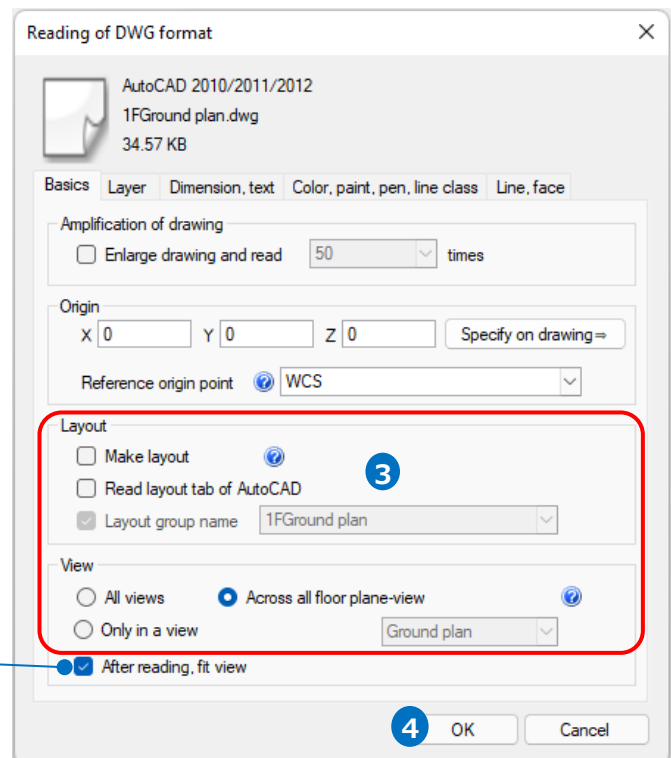 Reading of DWG format
AutoCAD 2010/2011/2012
1FGround plan.dwg
34.57 KB
Basics Layer Dimension, text Color, paint, pen, line class Line, face
Amplification of drawing
Enlarge drawing and read 50 times
Origin
X 0 Y 0 Z 0 Specify on drawing⇒
Reference origin point ? WCS
Layout
Make layout ?
3
Read layout tab of AutoCAD
Layout group name 1FGround plan
View
All views Across all floor plane-view ?
Only in a view Ground plan
After reading, fit view
4 OK Cancel